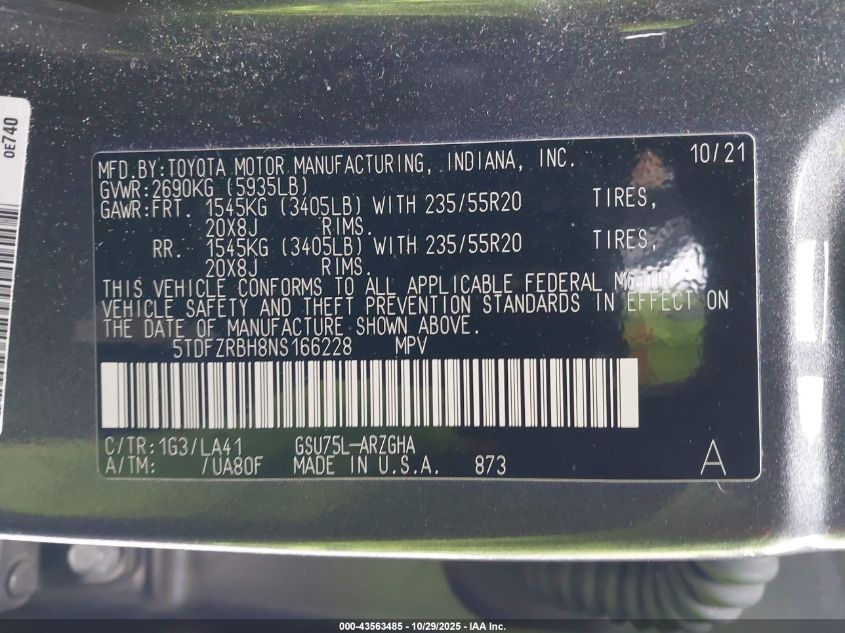 0E740
MFD.BY:TOYOTA MOTOR MANUFACTURING, INDIANA, INC. 10/21
GVWR:2690KG (5935LB)
GAWR:FRT. 1545KG (3405LB) WITH 235/55R20 TIRES,
20X8J RIMS.
RR. 1545KG (3405LB) WITH 235/55R20 TIRES,
20X8J RIMS.
THIS VEHICLE CONFORMS TO ALL APPLICABLE FEDERAL MOTOR
VEHICLE SAFETY AND THEFT PREVENTION STANDARDS IN EFFECT ON
THE DATE OF MANUFACTURE SHOWN ABOVE.
5TDFZRBH8NS166228 MPV
C/TR:1G3/LA41 GSU75L-ARZGHA
A/TM: /UA80F MADE IN U.S.A. 873 A
000-43563485 - 10/29/2025 - IAA Inc.